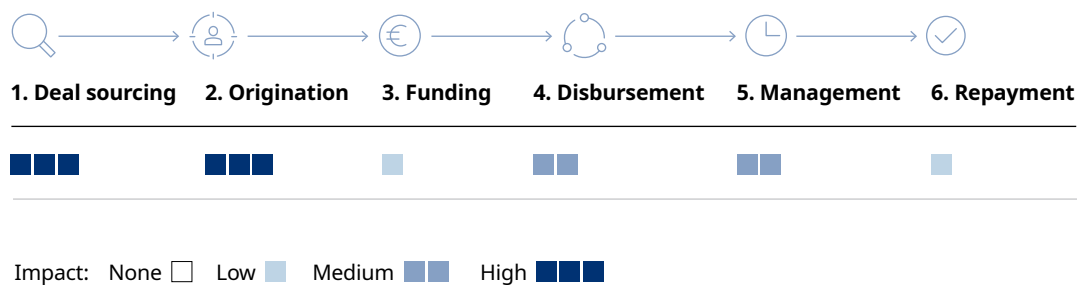 1. Deal sourcing 2. Origination 3. Funding 4. Disbursement 5. Management 6. Repayment
Impact: None Low Medium High